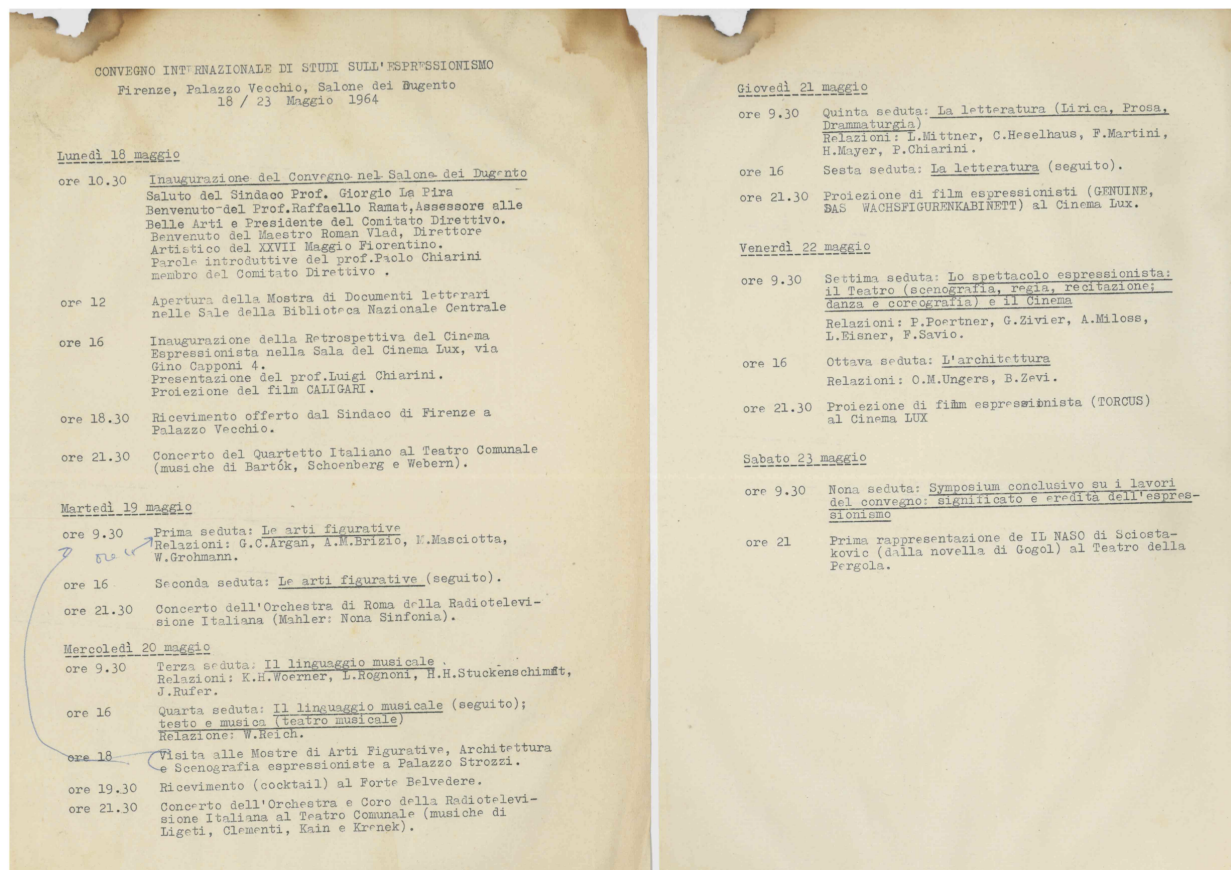 CONVEGNO INTERNAZIONALE DI STUDI SULL'ESPRESSIONISMO
Firenze, Palazzo Vecchio, Salone dei Dugento
18 / 23 Maggio 1964
Lunedì 18 maggio
ore 10.30 Inaugurazione del Convegno nel Salone dei Dugento
Saluto del Sindaco Prof. Giorgio La Pira
Benvenuto del Prof.Raffaello Ramat,Assessore alle
Belle Arti e Presidente del Comitato Direttivo.
Benvenuto del Maestro Roman Vlad, Direttore
Artistico del XXVII Maggio Fiorentino.
Parole introduttive del prof.Paolo Chiarini
membro del Comitato Direttivo .
ore 12 Apertura della Mostra di Documenti letterari
nelle Sale della Biblioteca Nazionale Centrale
ore 16 Inaugurazione della Retrospettiva del Cinema
Espressionista nella Sala del Cinema Lux, via
Gino Capponi 4.
Presentazione del prof.Luigi Chiarini.
Proiezione del film CALIGARI.
ore 18.30 Ricevimento offerto dal Sindaco di Firenze a
Palazzo Vecchio.
ore 21.30 Concerto del Quartetto Italiano al Teatro Comunale
(musiche di Bartók, Schoenberg e Webern).
Martedì 19 maggio
ore 9.30 Prima seduta: Le arti figurative
Relazioni: G.C.Argan, A.M.Brizio, M.Masciotta,
W.Grohmann.
ore 16 Seconda seduta: Le arti figurative (seguito).
ore 21.30 Concerto dell'Orchestra di Roma della Radiotelevi-
sione Italiana (Mahler: Nona Sinfonia).
Mercoledì 20 maggio
ore 9.30 Terza seduta: Il linguaggio musicale .
Relazioni: K.H.Woerner, L.Rognoni, H.H.Stuckenschimdt,
J.Rufer.
ore 16 Quarta seduta: Il linguaggio musicale (seguito);
testo e musica (teatro musicale)
Relazione: W.Reich.
ore 18 Visita alle Mostre di Arti Figurative, Architettura
e Scenografia espressioniste a Palazzo Strozzi.
ore 19.30 Ricevimento (cocktail) al Forte Belvedere.
ore 21.30 Concerto dell'Orchestra e Coro della Radiotelevi-
sione Italiana al Teatro Comunale (musiche di
Ligeti, Clementi, Kain e Krenek).
Giovedì 21 maggio
ore 9.30 Quinta seduta: La letteratura (Lirica, Prosa,
Drammaturgia)
Relazioni: L.Mittner, C.Heselhaus, F.Martini,
H.Mayer, P.Chiarini.
ore 16 Sesta seduta: La letteratura (seguito).
ore 21.30 Proiezione di film espressionisti (GENUINE,
DAS WACHSFIGURENKABINETT) al Cinema Lux.
Venerdì 22 maggio
ore 9.30 Settima seduta: Lo spettacolo espressionista:
il Teatro (scenografia, regia, recitazione;
danza e coreografia) e il Cinema
Relazioni: P.Poertner, G.Zivier, A.Miloss,
L.Eisner, F.Savio.
ore 16 Ottava seduta: L'architettura
Relazioni: O.M.Ungers, B.Zevi.
ore 21.30 Proiezione di film espressionista (TORCUS)
al Cinema LUX
Sabato 23 maggio
ore 9.30 Nona seduta: Symposium conclusivo su i lavori
del convegno: significato e eredità dell'espres-
sionismo
ore 21 Prima rappresentazione de IL NASO di Sciosta-
kovic (dalla novella di Gogol) al Teatro della
Pergola.